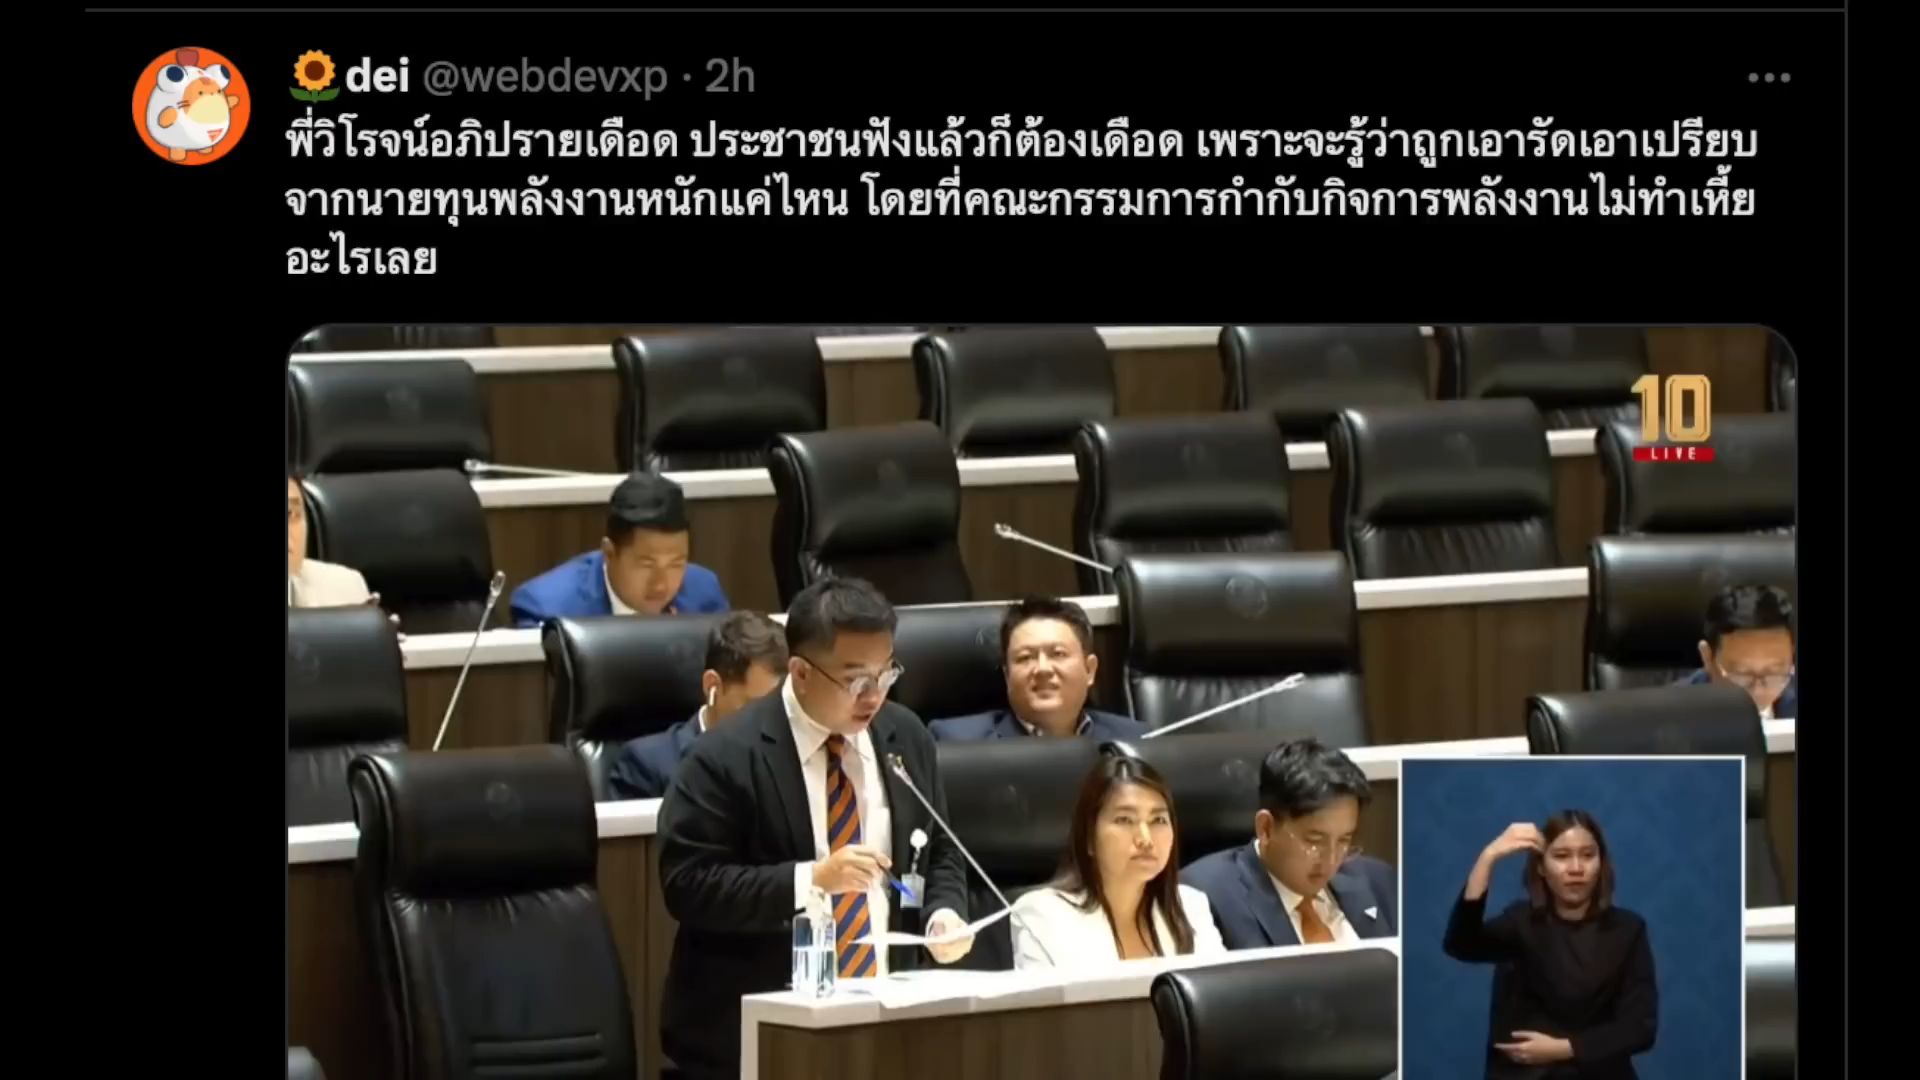 🌻dei @webdevxp · 2h
พี่วิโรจน์อภิปรายเดือด ประชาชนฟังแล้วก็ต้องเดือด เพราะจะรู้ว่าถูกเอารัดเอาเปรียบ
จากนายทุนพลังงานหนักแค่ไหน โดยที่คณะกรรมการกำกับกิจการพลังงานไม่ทำเหี้ย
อะไรเลย
10
LIVE